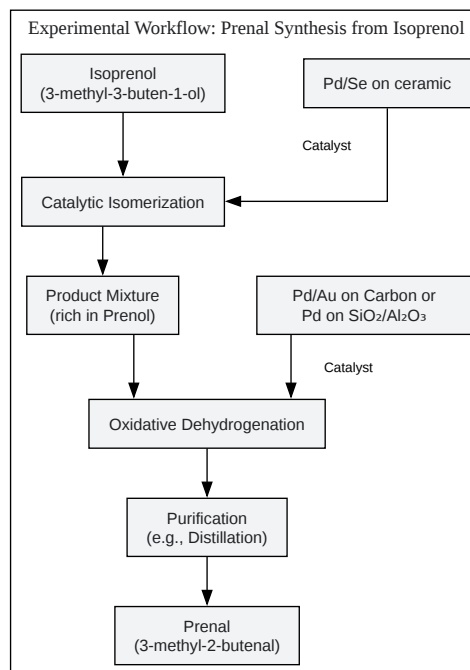 Experimental Workflow: Prenal Synthesis from Isoprenol
Isoprenol
(3-methyl-3-buten-1-ol)
Pd/Se on ceramic
Catalyst
Catalytic Isomerization
Product Mixture
(rich in Prenol)
Pd/Au on Carbon or
Pd on SiO₂/Al₂O₃
Catalyst
Oxidative Dehydrogenation
Purification
(e.g., Distillation)
Prenal
(3-methyl-2-butenal)